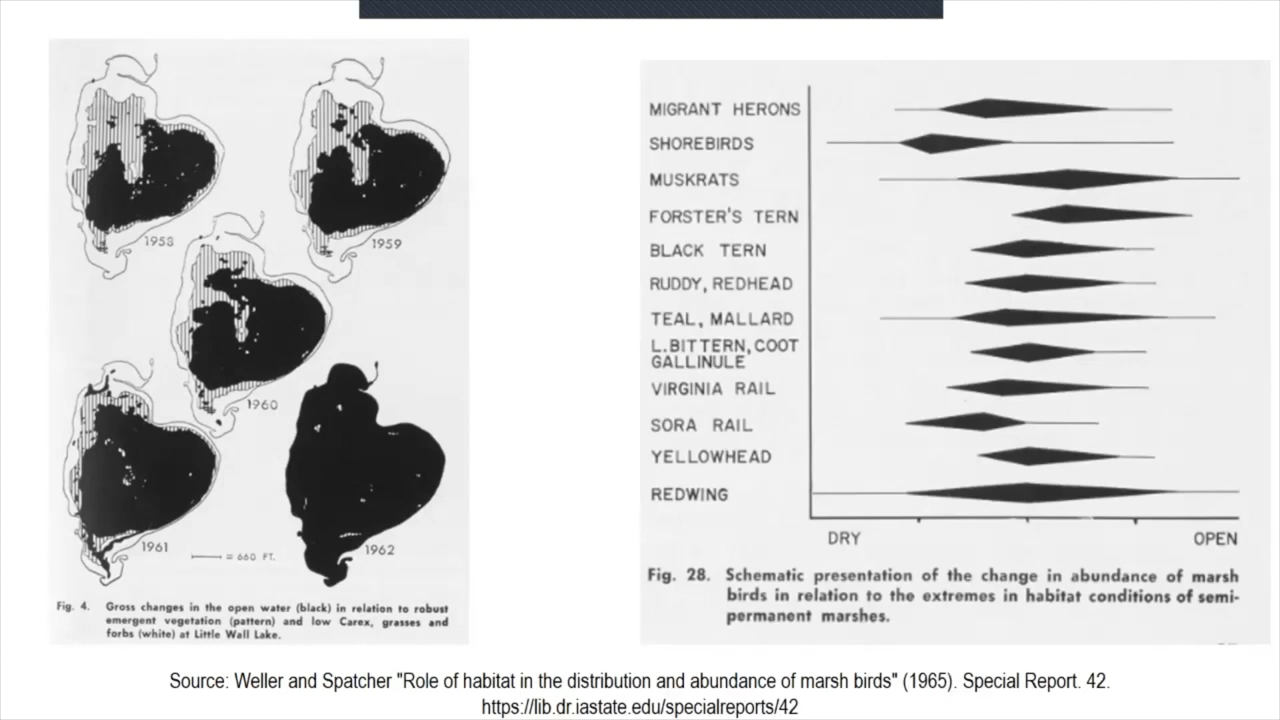 1958
1959
1960
1961
= 660 FT.
1962
Fig. 4. Gross changes in the open water (black) in relation to robust
emergent vegetation (pattern) and low Carex, grasses and
forbs (white) at Little Wall Lake.
MIGRANT HERONS
SHOREBIRDS
MUSKRATS
FORSTER'S TERN
BLACK TERN
RUDDY, REDHEAD
TEAL, MALLARD
L. BITTERN, COOT
GALLINULE
VIRGINIA RAIL
SORA RAIL
YELLOWHEAD
REDWING
DRY OPEN
Fig. 28. Schematic presentation of the change in abundance of marsh
birds in relation to the extremes in habitat conditions of semi-
permanent marshes.
Source: Weller and Spatcher "Role of habitat in the distribution and abundance of marsh birds" (1965). Special Report. 42.
https://lib.dr.iastate.edu/specialreports/42